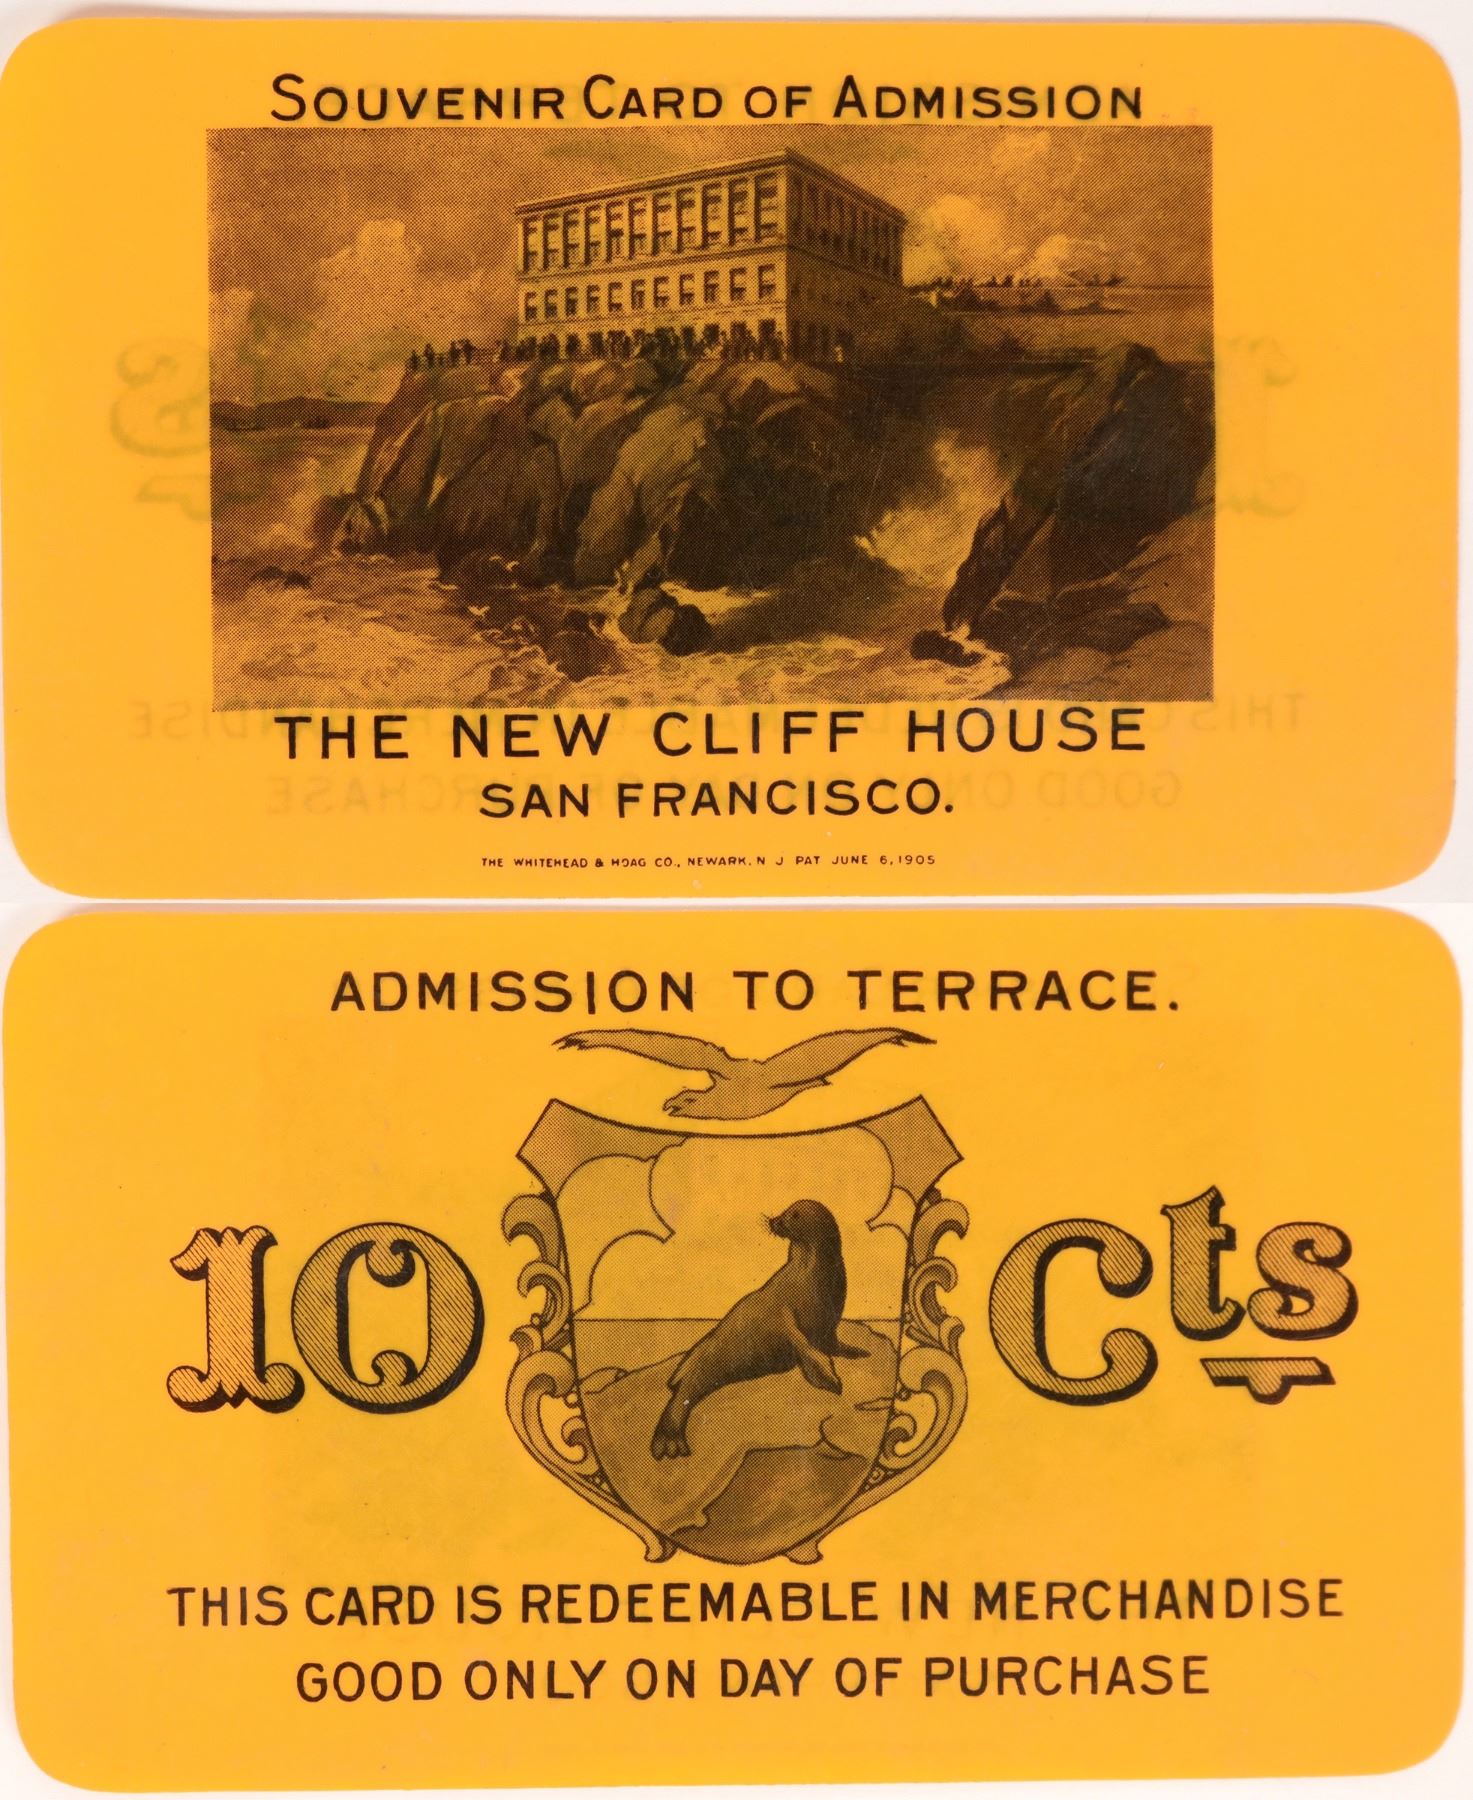 SOUVENIR CARD OF ADMISSION
THE NEW CLIFF HOUSE
SAN FRANCISCO.
THE WHITEHEAD & HOAG CO., NEWARK. N J PAT JUNE 6, 1905
ADMISSION TO TERRACE.
10 Cts
THIS CARD IS REDEEMABLE IN MERCHANDISE
GOOD ONLY ON DAY OF PURCHASE